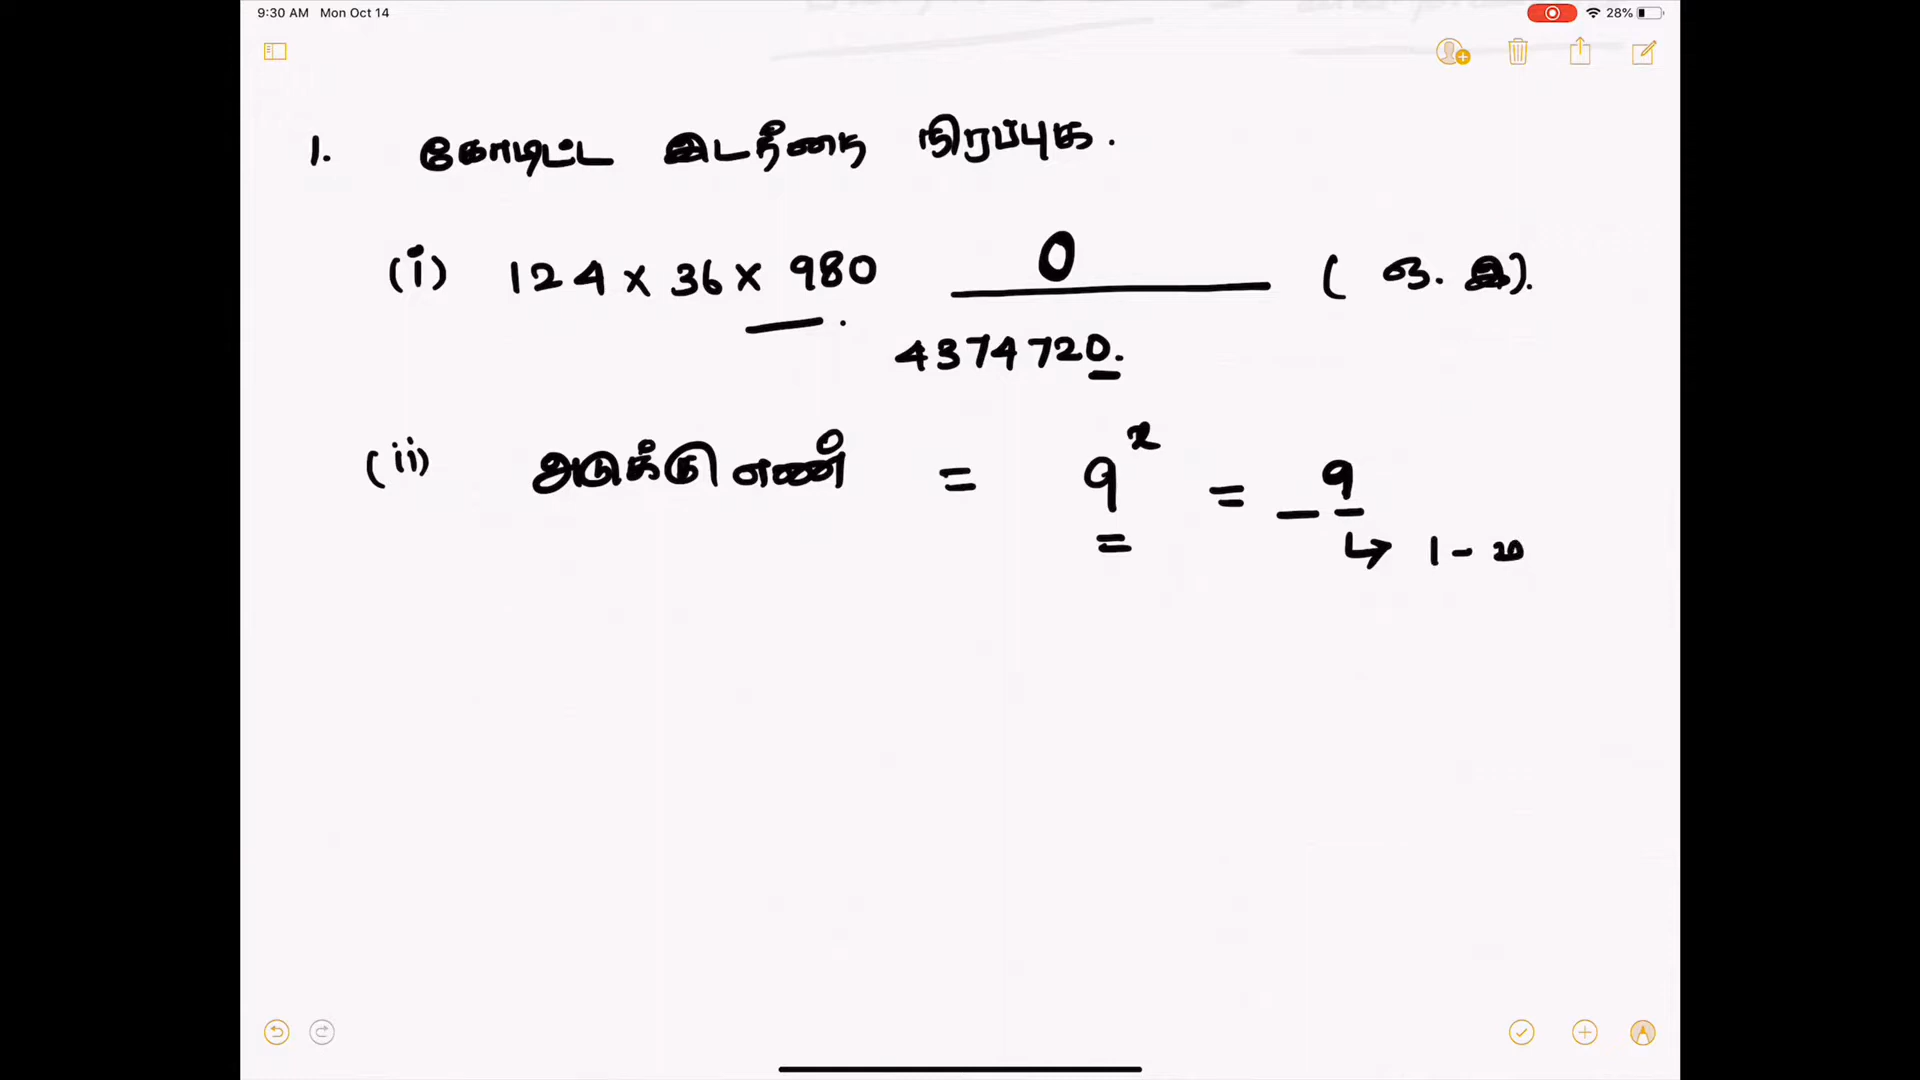 9:30 AM Mon Oct 14 28%
1. கோடிட்ட இடத்தை நிரப்புக.
(i) 124 x 36 x 980 0 ( ஒ. இ).
4374720.
(ii) அடுக்கு எண் = 9^x = _ 9
↳ 1 -